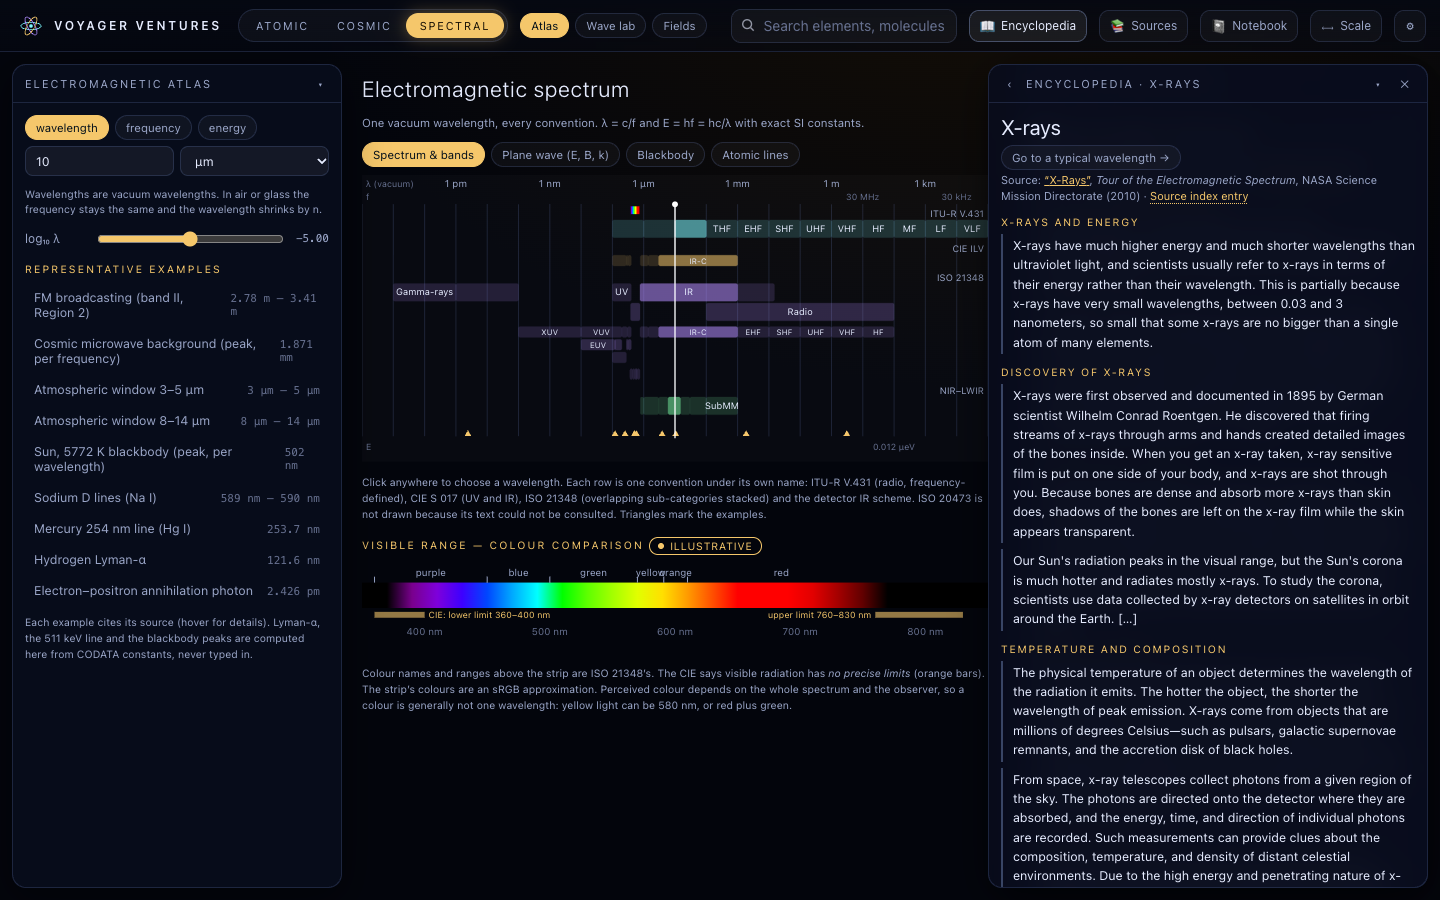 VOYAGER VENTURES
ATOMIC COSMIC SPECTRAL
Atlas Wave lab Fields
Search elements, molecules
Encyclopedia Sources Notebook Scale
ELECTROMAGNETIC ATLAS
wavelength frequency energy
10 µm
Wavelengths are vacuum wavelengths. In air or glass the
frequency stays the same and the wavelength shrinks by n.
log₁₀ λ −5.00
REPRESENTATIVE EXAMPLES
FM broadcasting (band II, 2.78 m – 3.41
Region 2) m
Cosmic microwave background (peak, 1.871
per frequency) mm
Atmospheric window 3–5 µm 3 µm – 5 µm
Atmospheric window 8–14 µm 8 µm – 14 µm
Sun, 5772 K blackbody (peak, per 502
wavelength) nm
Sodium D lines (Na I) 589 nm – 590 nm
Mercury 254 nm line (Hg I) 253.7 nm
Hydrogen Lyman-α 121.6 nm
Electron–positron annihilation photon 2.426 pm
Each example cites its source (hover for details). Lyman-α,
the 511 keV line and the blackbody peaks are computed
here from CODATA constants, never typed in.
Electromagnetic spectrum
One vacuum wavelength, every convention. λ = c/f and E = hf = hc/λ with exact SI constants.
Spectrum & bands Plane wave (E, B, k) Blackbody Atomic lines
λ (vacuum) 1 pm 1 nm 1 µm 1 mm 1 m 1 km
f 30 MHz 30 kHz
ITU-R V.431
THF EHF SHF UHF VHF HF MF LF VLF
CIE ILV
IR-C
ISO 21348
Gamma-rays UV IR
Radio
XUV VUV IR-C EHF SHF UHF VHF HF
EUV
NIR–LWIR
SubMM
E 0.012 µeV
Click anywhere to choose a wavelength. Each row is one convention under its own name: ITU-R V.431 (radio, frequency-
defined), CIE S 017 (UV and IR), ISO 21348 (overlapping sub-categories stacked) and the detector IR scheme. ISO 20473 is
not drawn because its text could not be consulted. Triangles mark the examples.
VISIBLE RANGE — COLOUR COMPARISON ILLUSTRATIVE
purple blue green yellow orange red
CIE: lower limit 360–400 nm upper limit 760–830 nm
400 nm 500 nm 600 nm 700 nm 800 nm
Colour names and ranges above the strip are ISO 21348's. The CIE says visible radiation has no precise limits (orange bars).
The strip's colours are an sRGB approximation. Perceived colour depends on the whole spectrum and the observer, so a
colour is generally not one wavelength: yellow light can be 580 nm, or red plus green.
ENCYCLOPEDIA · X-RAYS
X-rays
Go to a typical wavelength →
Source: “X-Rays”, Tour of the Electromagnetic Spectrum, NASA Science
Mission Directorate (2010) · Source index entry
X-RAYS AND ENERGY
X-rays have much higher energy and much shorter wavelengths than
ultraviolet light, and scientists usually refer to x-rays in terms of
their energy rather than their wavelength. This is partially because
x-rays have very small wavelengths, between 0.03 and 3
nanometers, so small that some x-rays are no bigger than a single
atom of many elements.
DISCOVERY OF X-RAYS
X-rays were first observed and documented in 1895 by German
scientist Wilhelm Conrad Roentgen. He discovered that firing
streams of x-rays through arms and hands created detailed images
of the bones inside. When you get an x-ray taken, x-ray sensitive
film is put on one side of your body, and x-rays are shot through
you. Because bones are dense and absorb more x-rays than skin
does, shadows of the bones are left on the x-ray film while the skin
appears transparent.
Our Sun's radiation peaks in the visual range, but the Sun's corona
is much hotter and radiates mostly x-rays. To study the corona,
scientists use data collected by x-ray detectors on satellites in orbit
around the Earth. [...]
TEMPERATURE AND COMPOSITION
The physical temperature of an object determines the wavelength of
the radiation it emits. The hotter the object, the shorter the
wavelength of peak emission. X-rays come from objects that are
millions of degrees Celsius—such as pulsars, galactic supernovae
remnants, and the accretion disk of black holes.
From space, x-ray telescopes collect photons from a given region of
the sky. The photons are directed onto the detector where they are
absorbed, and the energy, time, and direction of individual photons
are recorded. Such measurements can provide clues about the
composition, temperature, and density of distant celestial
environments. Due to the high energy and penetrating nature of x-